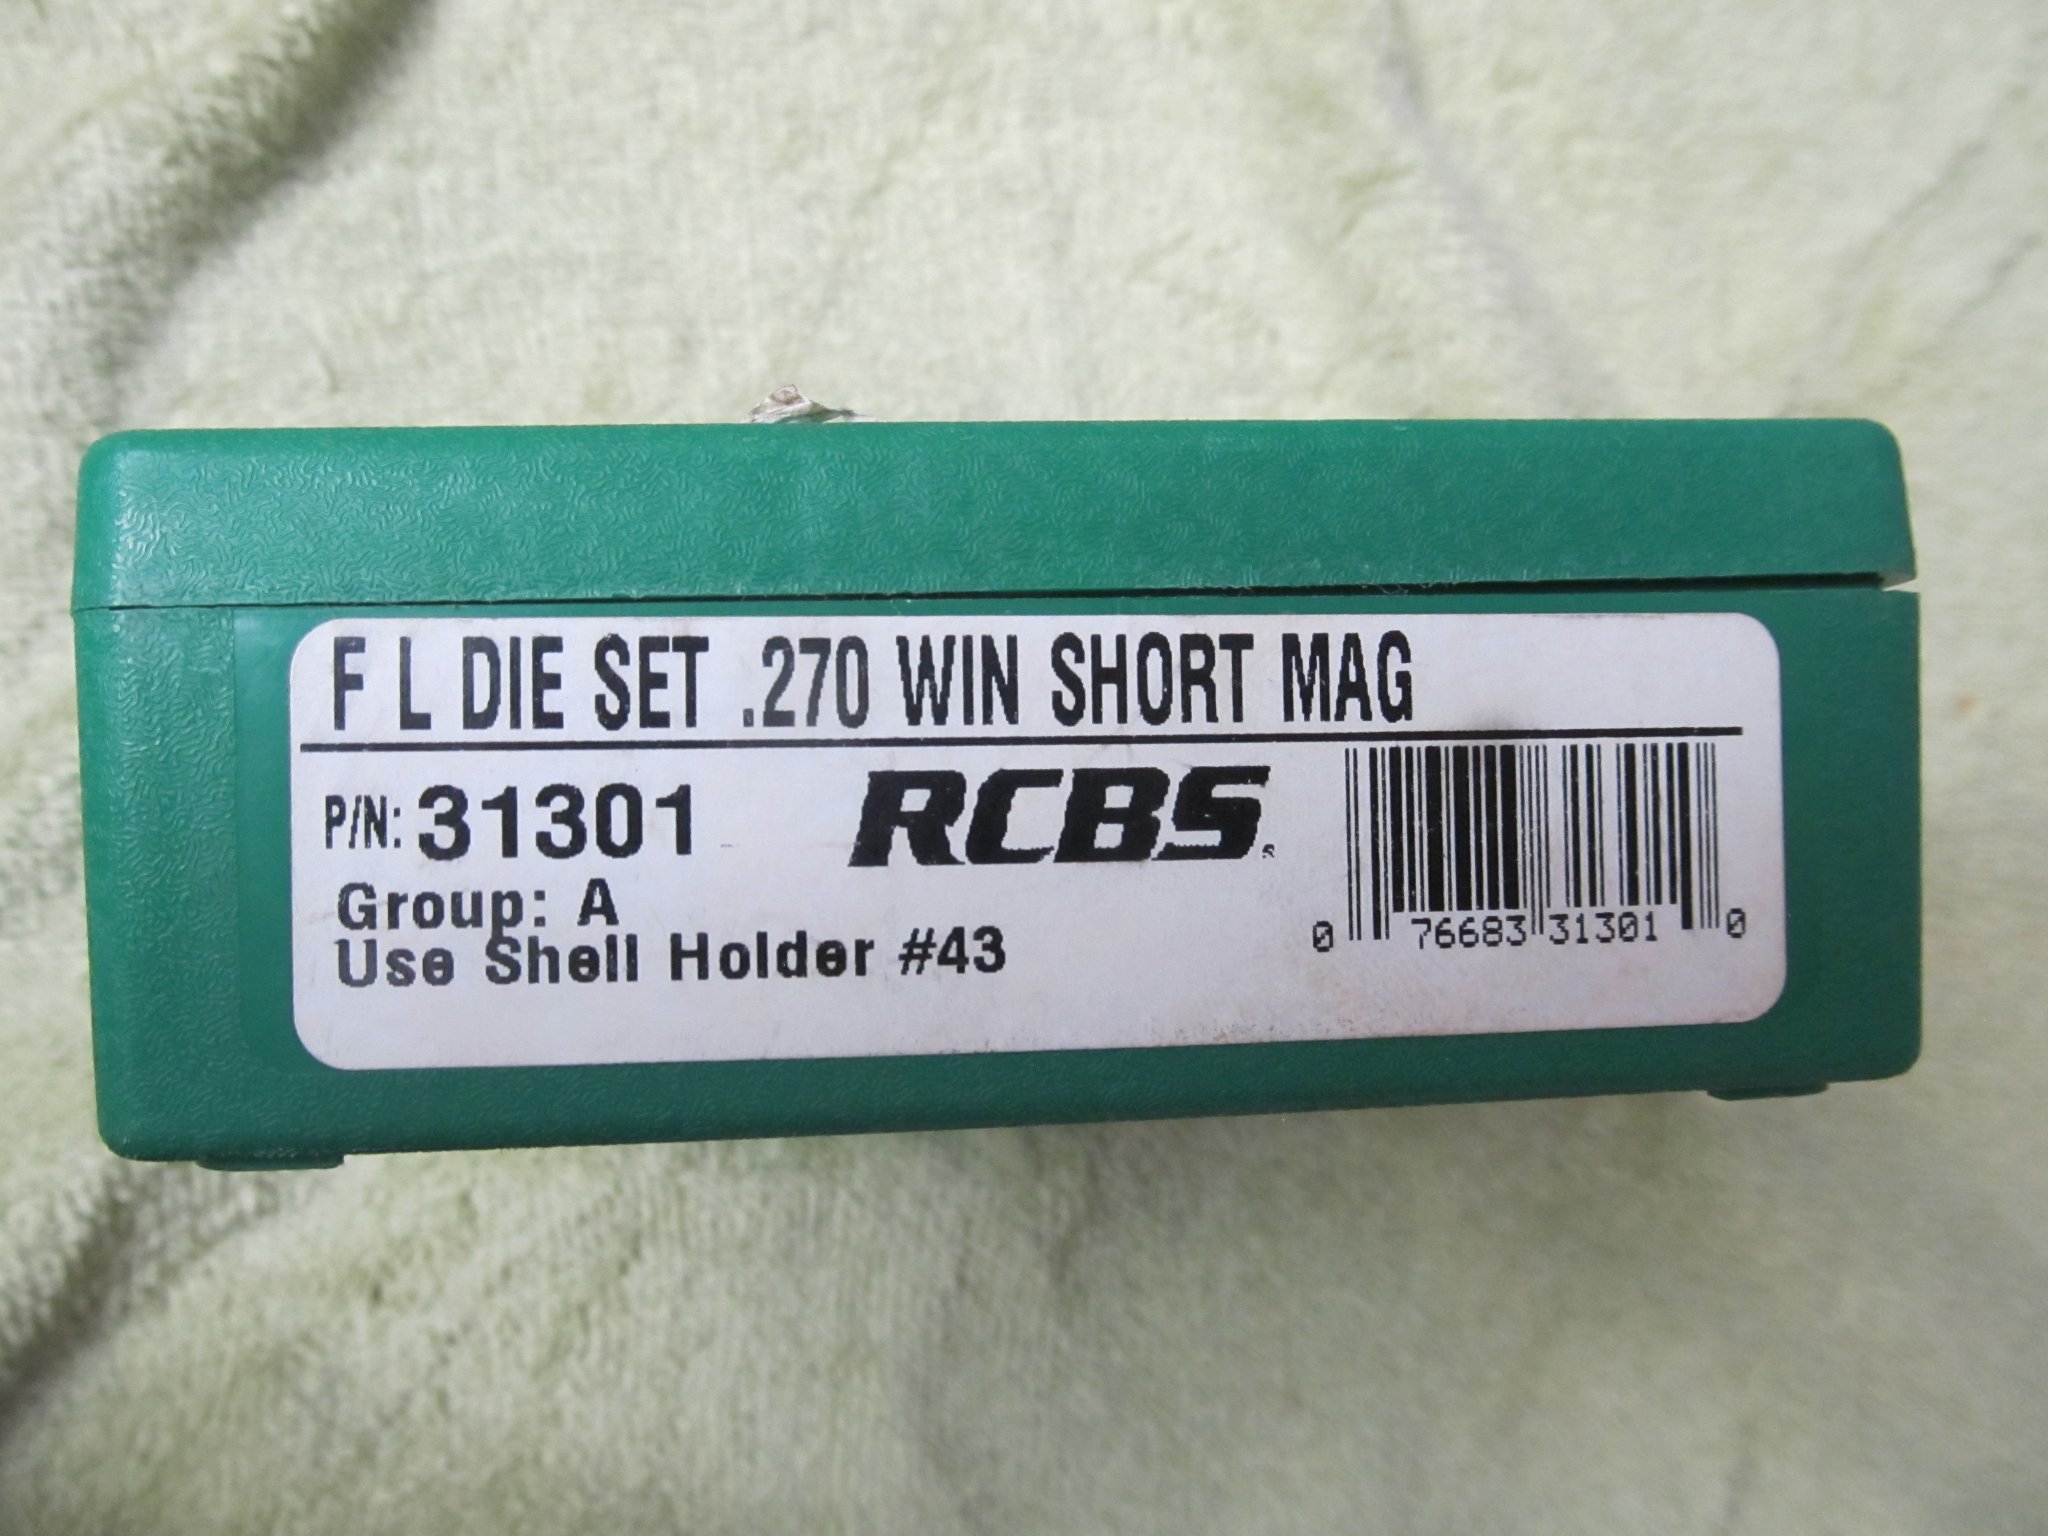 F L DIE SET .270 WIN SHORT MAG
P/N: 31301
RCBS
Group: A
Use Shell Holder #43
0 76683 31301 0